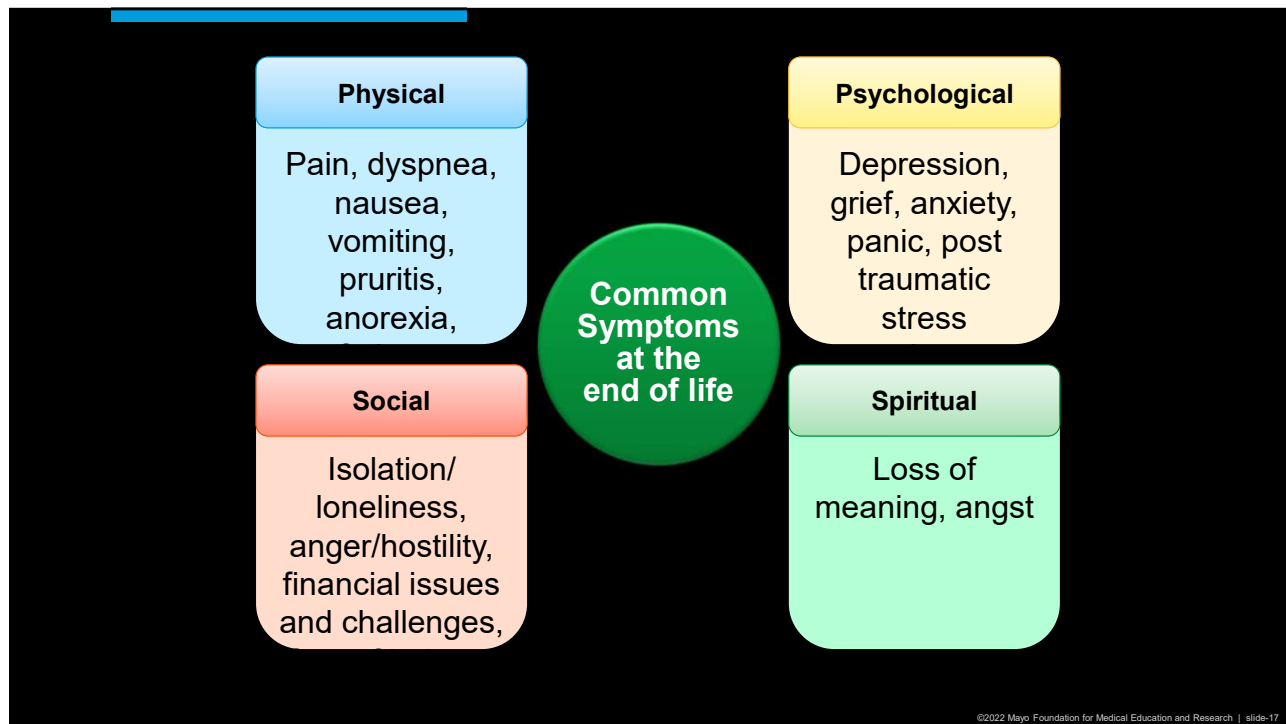 Physical
Pain, dyspnea,
nausea,
vomiting,
pruritis,
anorexia,
Psychological
Depression,
grief, anxiety,
panic, post
traumatic
stress
Common
Symptoms
at the
end of life
Social
Isolation/
loneliness,
anger/hostility,
financial issues
and challenges,
Spiritual
Loss of
meaning, angst
©2022 Mayo Foundation for Medical Education and Research | slide-17